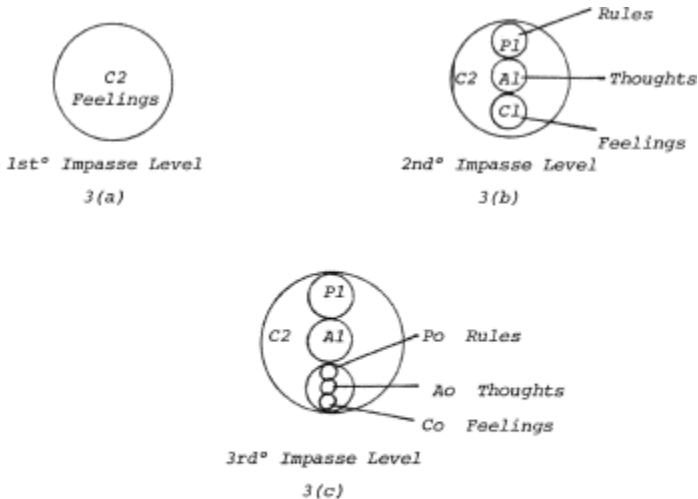 C2
Feelings
1st° Impasse Level
3(a)
Rules
P1
C2
A1
Thoughts
C1
Feelings
2nd° Impasse Level
3(b)
P1
C2
A1
Po Rules
Ao Thoughts
Co Feelings
3rd° Impasse Level
3(c)